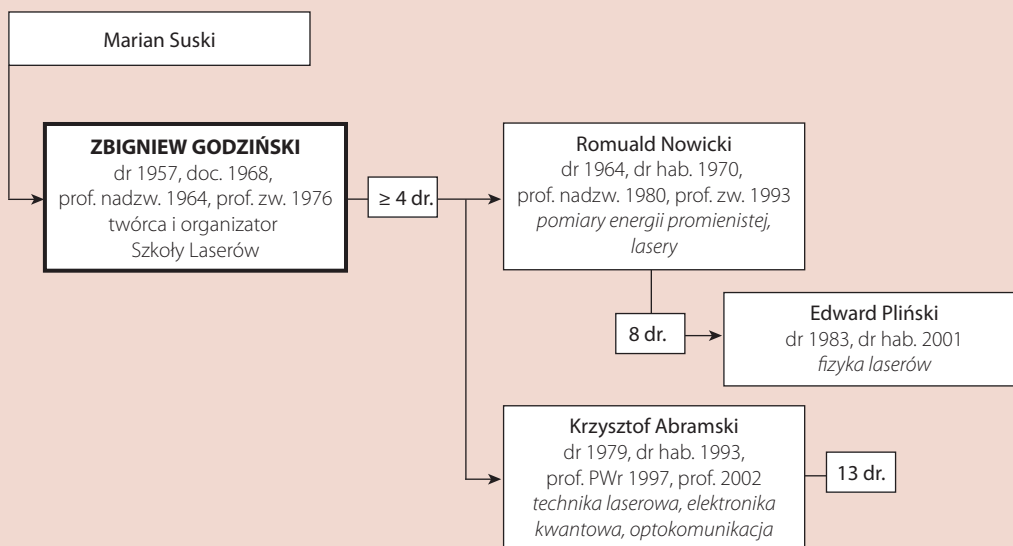 Marian Suski
ZBIGNIEW GODZIŃSKI
dr 1957, doc. 1968,
prof. nadzw. 1964, prof. zw. 1976
twórca i organizator
Szkoły Laserów
≥ 4 dr.
Romuald Nowicki
dr 1964, dr hab. 1970,
prof. nadzw. 1980, prof. zw. 1993
pomiary energii promienistej,
lasery
8 dr.
Edward Pliński
dr 1983, dr hab. 2001
fizyka laserów
Krzysztof Abramski
dr 1979, dr hab. 1993,
prof. PWr 1997, prof. 2002
technika laserowa, elektronika
kwantowa, optokomunikacja
13 dr.